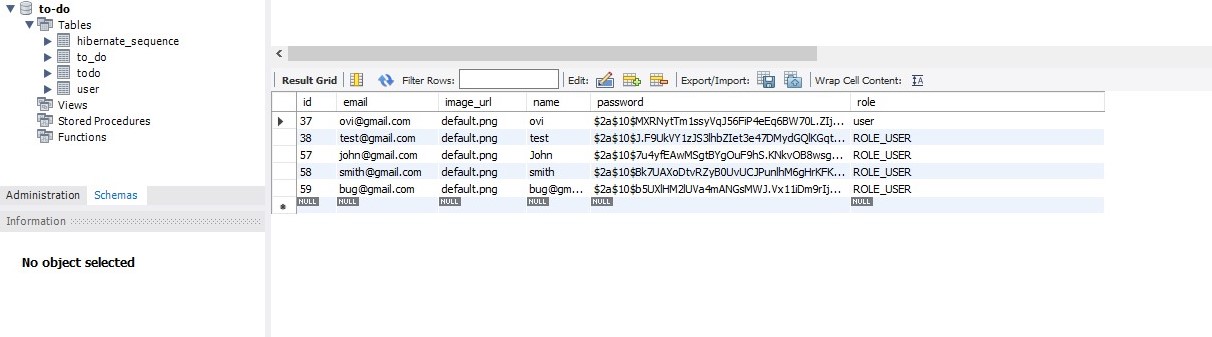 to-do
Tables
hibernate_sequence
to_do
todo
user
Views
Stored Procedures
Functions
Administration Schemas
Information
No object selected
Result Grid Filter Rows: Edit: Export/Import: Wrap Cell Content:
id email image_url name password role
37 ovi@gmail.com default.png ovi $2a$10$MXRNytTm1ssyVqJ56FiP4eEq6BW70L.ZIj... user
38 test@gmail.com default.png test $2a$10$J.F9UkVY1zJS3lhbZIet3e47DMydGQlKGqt... ROLE_USER
57 john@gmail.com default.png John $2a$10$7u4yfEAwMSgtBYgOuF9hS.KNkvOB8wsg... ROLE_USER
58 smith@gmail.com default.png smith $2a$10$Bk7UAXoDtvRZyB0UvUCJPunlhM6gHrKFK... ROLE_USER
59 bug@gmail.com default.png bug@gm... $2a$10$b5UXlHM2lUVa4mANGsMWJ.Vx11iDm9rIj... ROLE_USER
NULL NULL NULL NULL NULL NULL